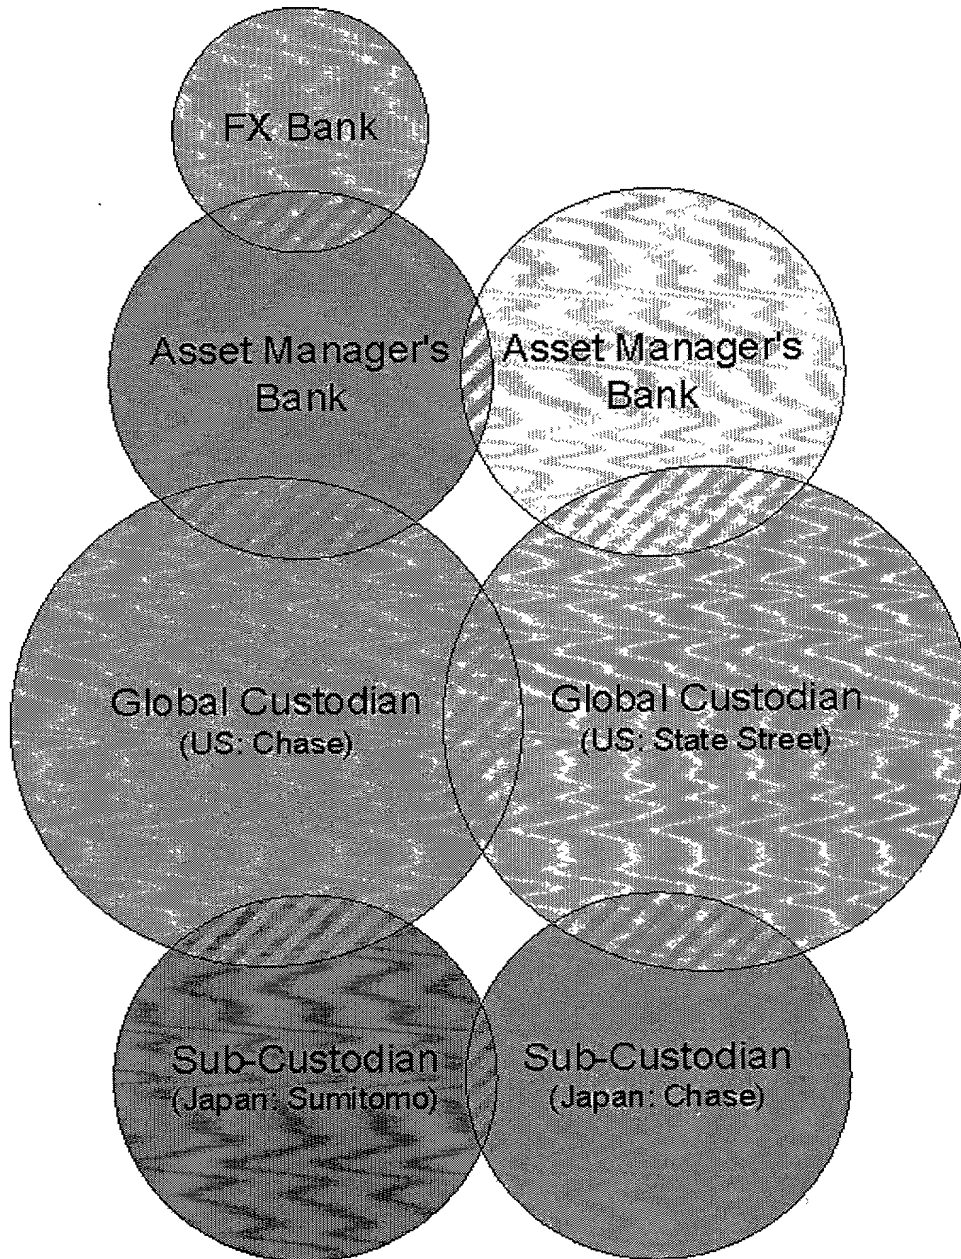 FX Bank
Asset Manager's
Bank
Asset Manager's
Bank
Global Custodian
(US: Chase)
Global Custodian
(US: State Street)
Sub-Custodian
(Japan: Sumitomo)
Sub-Custodian
(Japan: Chase)